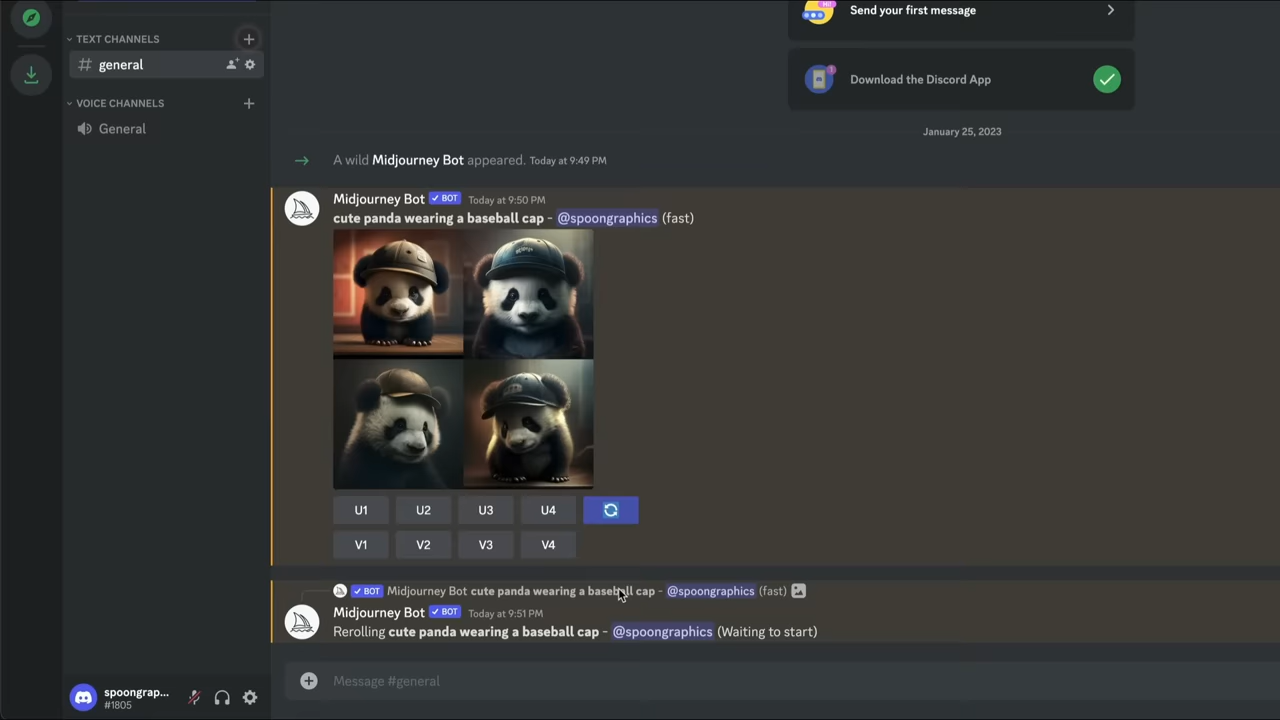 Send your first message
Download the Discord App
TEXT CHANNELS
general
VOICE CHANNELS
General
January 25, 2023
A wild Midjourney Bot appeared. Today at 9:49 PM
Midjourney Bot ✓ BOT Today at 9:50 PM
cute panda wearing a baseball cap - @spoongraphics (fast)
U1 U2 U3 U4
V1 V2 V3 V4
✓ BOT Midjourney Bot cute panda wearing a baseball cap - @spoongraphics (fast)
Midjourney Bot ✓ BOT Today at 9:51 PM
Rerolling cute panda wearing a baseball cap - @spoongraphics (Waiting to start)
Message #general
spoongrap...
#1805